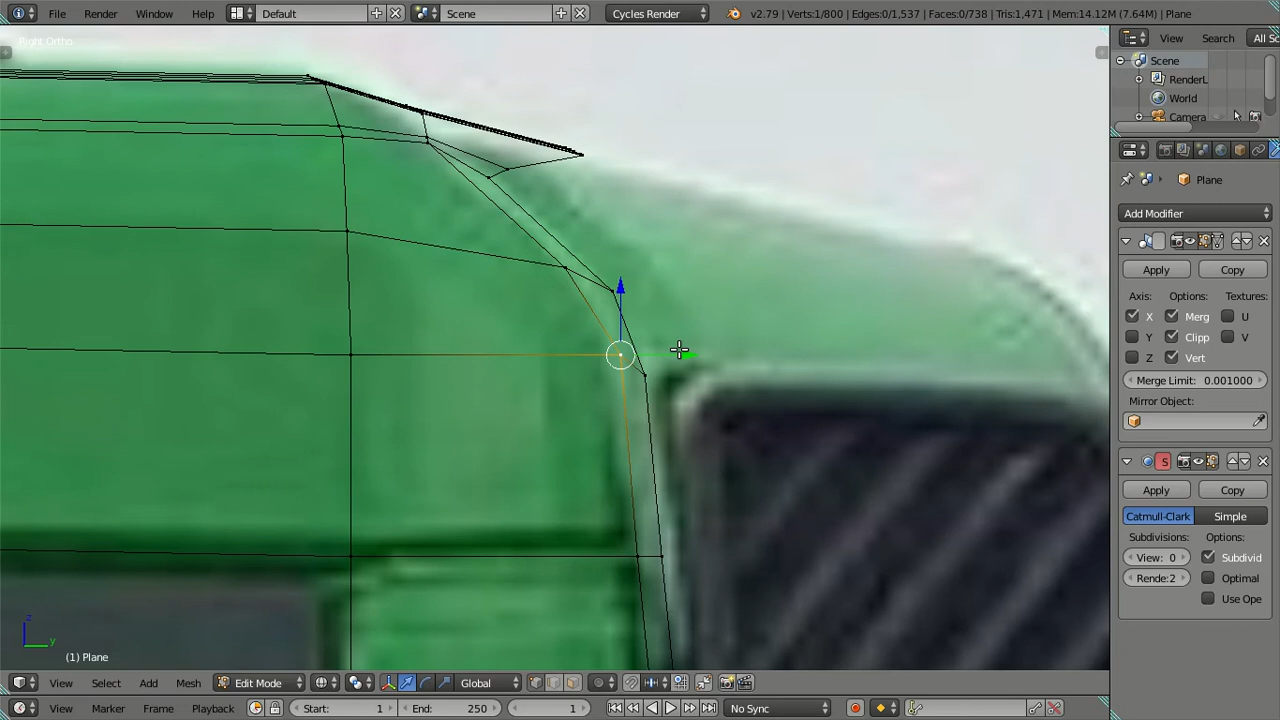 File Render Window Help Default Scene Cycles Render v2.79 | Verts:1/800 | Edges:0/1,537 | Faces:0/738 | Tris:1,471 | Mem:14.12M (7.64M) | Plane
Right Ortho
View Search All Sc
Scene
RenderL
World
Camera
Plane
Add Modifier
Apply Copy
Axis: Options: Textures:
X Merg U
Y Clipp V
Z Vert
Merge Limit: 0.001000
Mirror Object:
S
Apply Copy
Catmull-Clark Simple
Subdivisions: Options:
View: 0 Subdivid
Rende:2 Optimal
Use Ope
z
y
(1) Plane
View Select Add Mesh Edit Mode Global
View Marker Frame Playback Start: 1 End: 250 1 No Sync